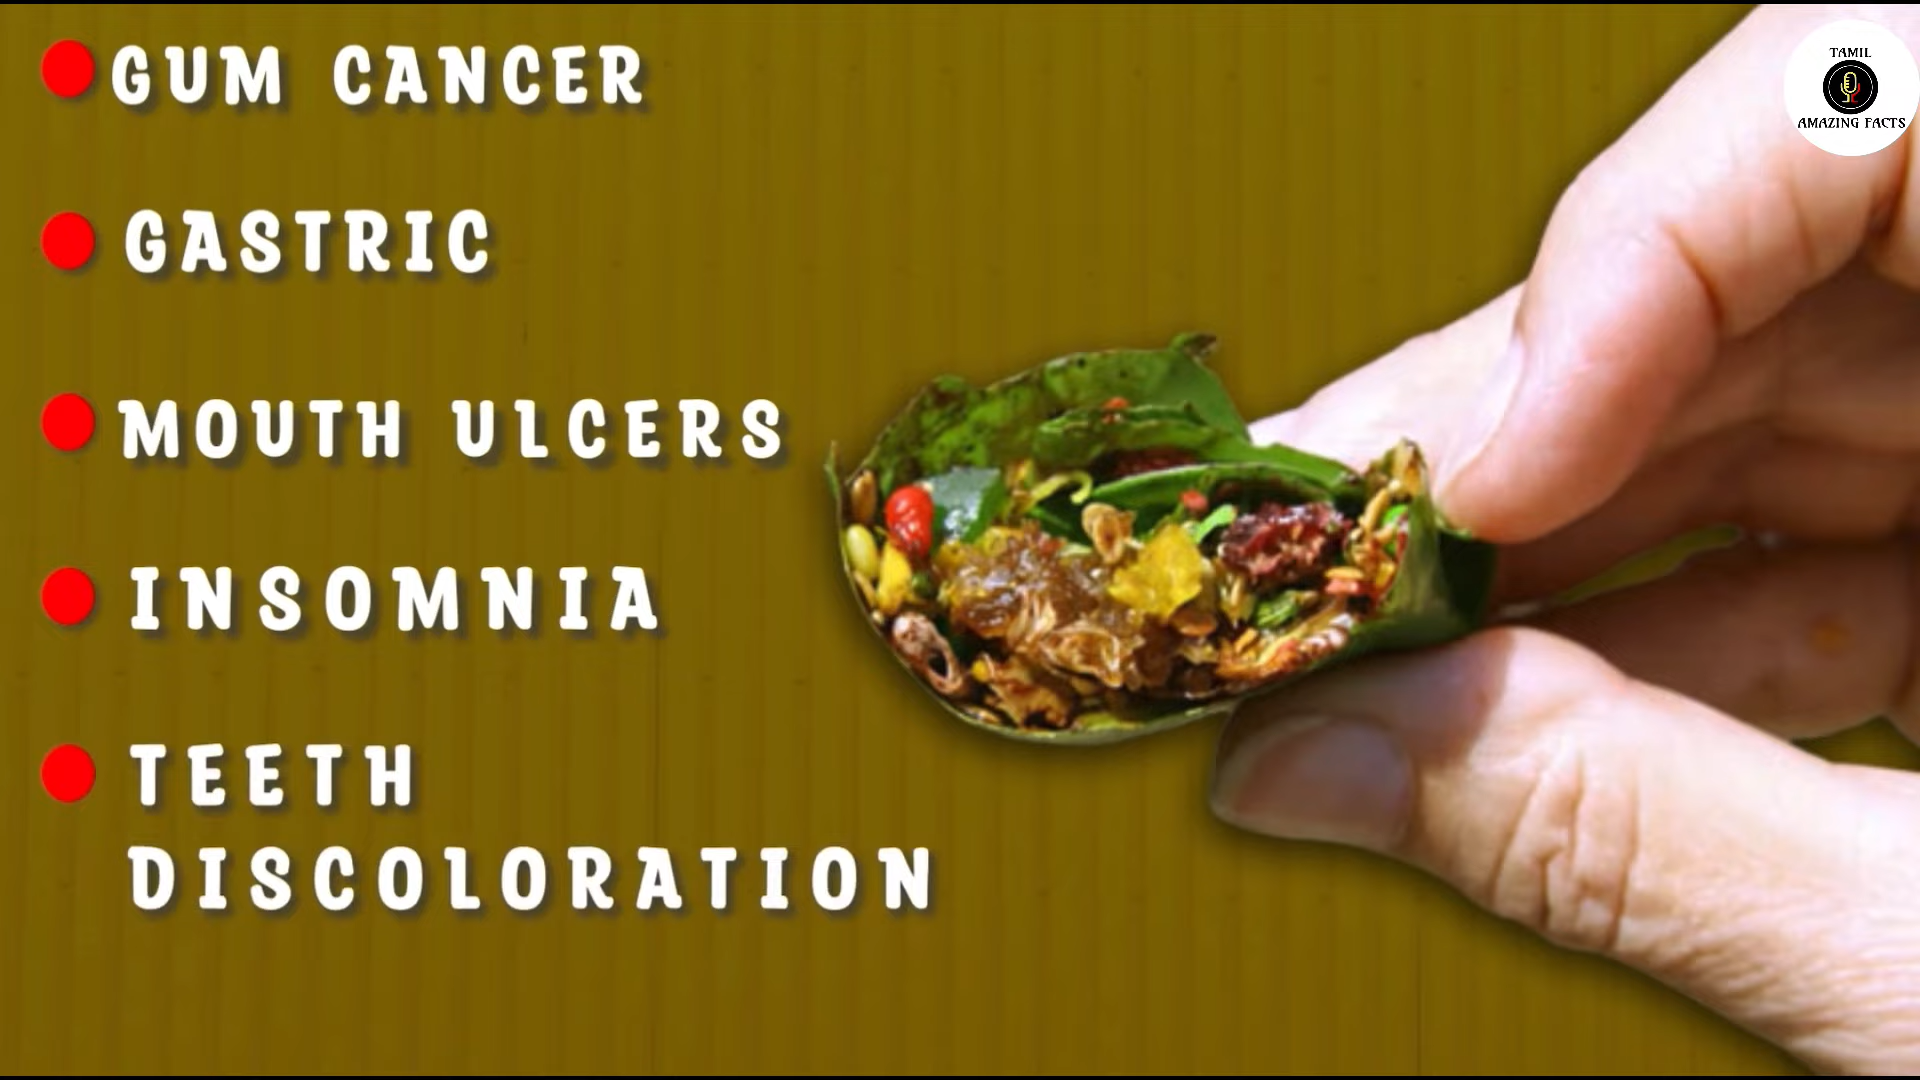 GUM CANCER
GASTRIC
MOUTH ULCERS
INSOMNIA
TEETH
DISCOLORATION
TAMIL
AMAZING FACTS